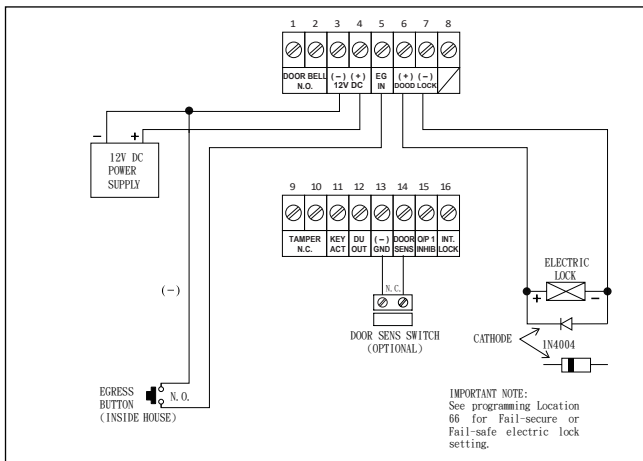 1 2 3 4 5 6 7 8
DOOR BELL N.O.
(-) (+) 12V DC
EG IN
(+) (-) DOOD LOCK
- +
12V DC
POWER
SUPPLY
9 10 11 12 13 14 15 16
TAMPER N.C.
KEY ACT
DU OUT
(-) GND
DOOR SENS
O/P 1 INHIB
INT. LOCK
N.C.
DOOR SENS SWITCH
(OPTIONAL)
(-)
ELECTRIC
LOCK
+ -
CATHODE
1N4004
EGRESS
BUTTON
(INSIDE HOUSE)
N.O.
IMPORTANT NOTE:
See programming Location
66 for Fail-secure or
Fail-safe electric lock
setting.